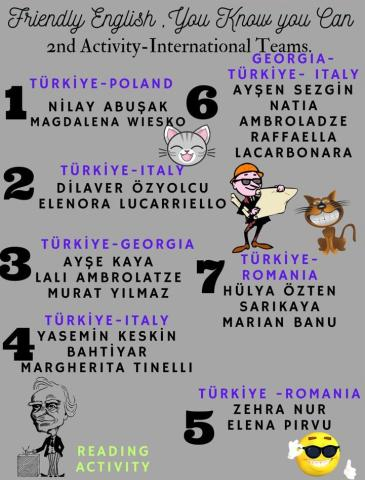 Friendly English ,You Know you Can
2nd Activity-International Teams.
1
TÜRKİYE-POLAND
NİLAY ABUŞAK
MAGDALENA WIESKO
2
TÜRKİYE-ITALY
DİLAVER ÖZYOLCU
ELENORA LUCARRIELLO
3
TÜRKİYE-GEORGIA
AYŞE KAYA
LALI AMBROLATZE
MURAT YILMAZ
4
TÜRKİYE-ITALY
YASEMİN KESKİN
BAHTİYAR
MARGHERITA TINELLI
READING
ACTIVITY
6
GEORGIA-
TÜRKİYE- ITALY
AYŞEN SEZGİN
NATIA
AMBROLADZE
RAFFAELLA
LACARBONARA
7
TÜRKİYE-
ROMANIA
HÜLYA ÖZTEN
SARIKAYA
MARIAN BANU
5
TÜRKİYE -ROMANIA
ZEHRA NUR
ELENA PIRVU